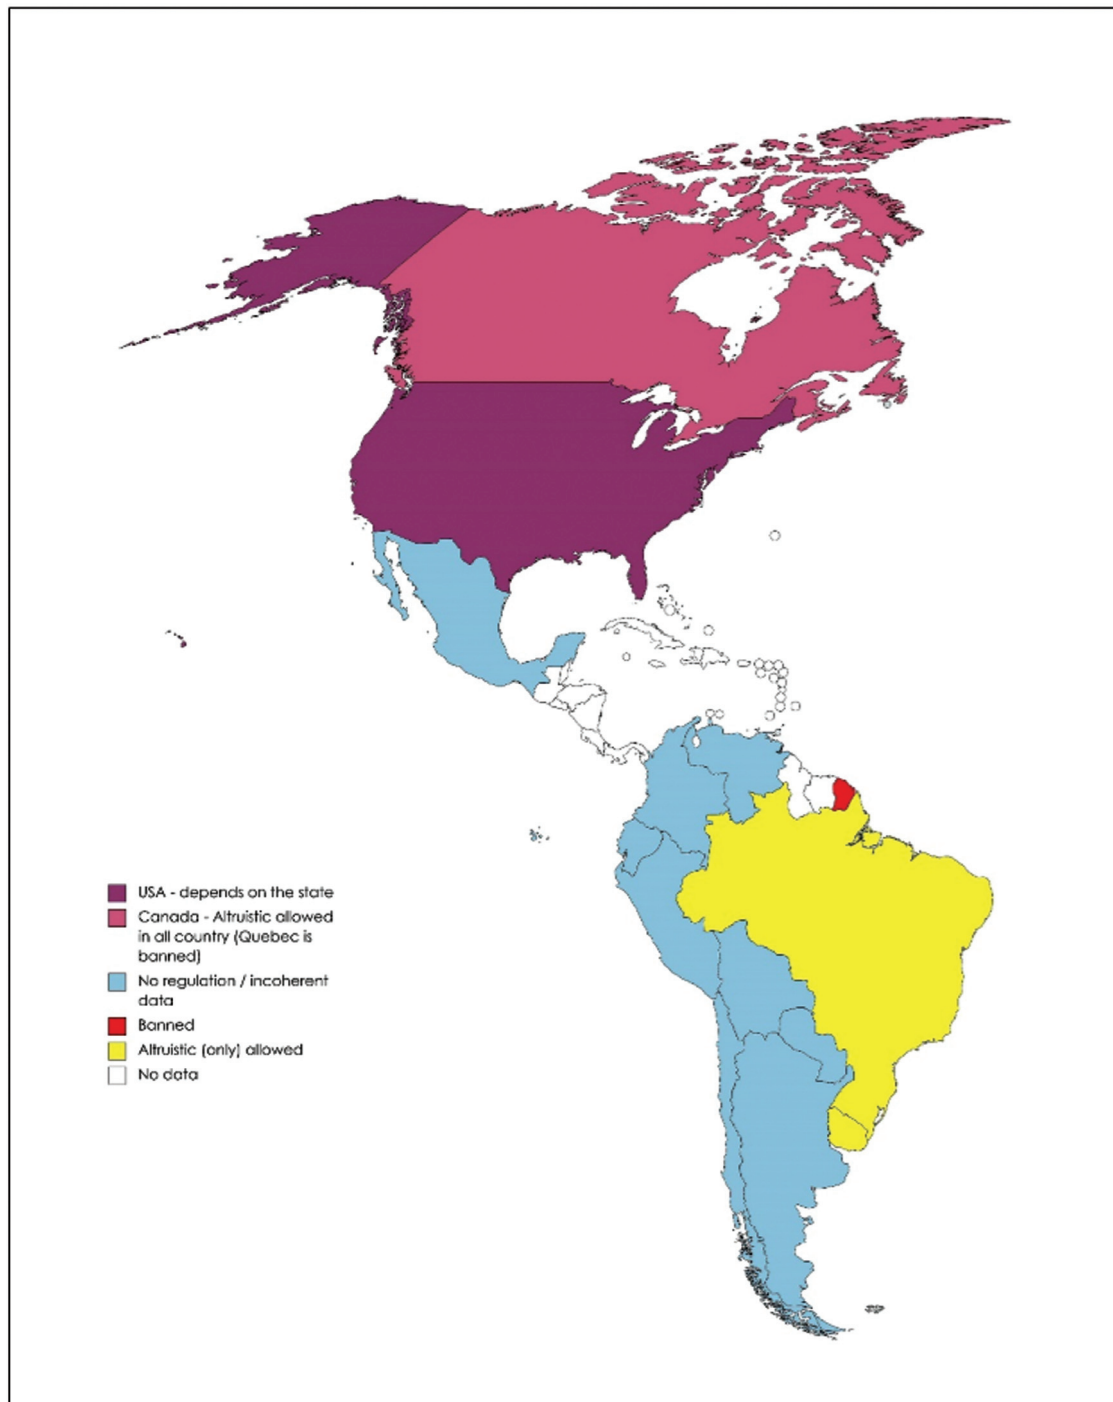 USA - depends on the state
Canada - Altruistic allowed
in all country (Quebec is
banned)
No regulation / incoherent
data
Banned
Altruistic (only) allowed
No data